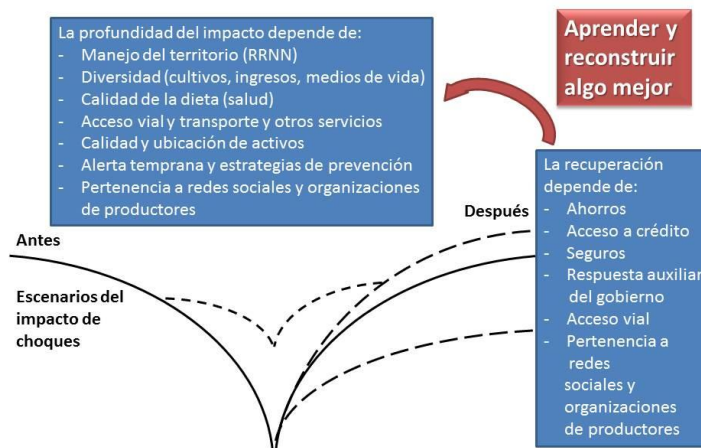 La profundidad del impacto depende de:
- Manejo del territorio (RRNN)
- Diversidad (cultivos, ingresos, medios de vida)
- Calidad de la dieta (salud)
- Acceso vial y transporte y otros servicios
- Calidad y ubicación de activos
- Alerta temprana y estrategias de prevención
- Pertenencia a redes sociales y organizaciones
de productores
Aprender y
reconstruir
algo mejor
La recuperación
depende de:
- Ahorros
- Acceso a crédito
- Seguros
- Respuesta auxiliar
del gobierno
- Acceso vial
- Pertenencia a
redes
sociales y
organizaciones
de productores
Después
Antes
Escenarios del
impacto de
choques